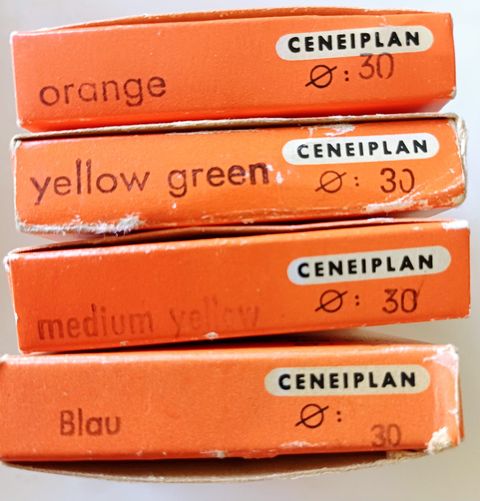 CENEIPLAN
orange Ø: 30
CENEIPLAN
yellow green Ø: 30
CENEIPLAN
medium yellow Ø: 30
CENEIPLAN
Blau Ø: 30